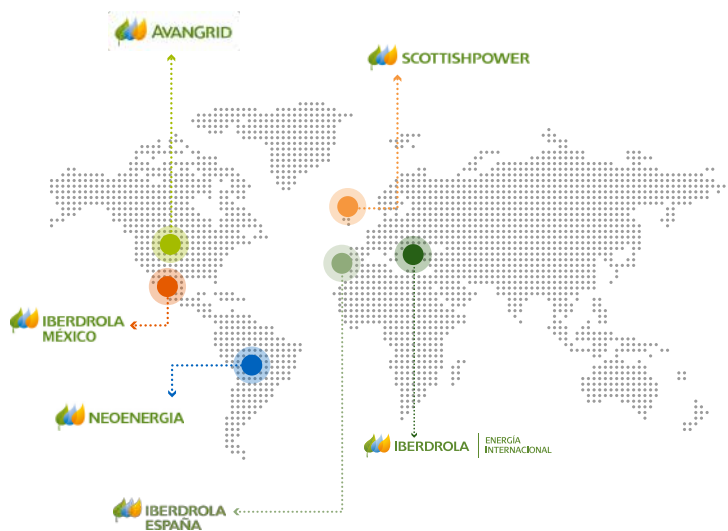 AVANGRID
SCOTTISHPOWER
IBERDROLA
MÉXICO
NEOENERGIA
IBERDROLA
ENERGÍA
INTERNACIONAL
IBERDROLA
ESPAÑA